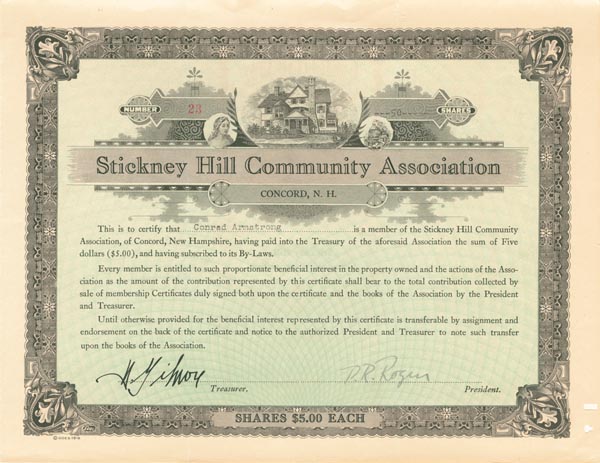 NUMBER 23 50 SHARES
Stickney Hill Community Association
CONCORD, N. H.
This is to certify that Conrad Armstrong is a member of the Stickney Hill Community
Association, of Concord, New Hampshire, having paid into the Treasury of the aforesaid Association the sum of Five
dollars ($5.00), and having subscribed to its By-Laws.
Every member is entitled to such proportionate beneficial interest in the property owned and the actions of the Asso-
ciation as the amount of the contribution represented by this certificate shall bear to the total contribution collected by
sale of membership Certificates duly signed both upon the certificate and the books of the Association by the President
and Treasurer.
Until otherwise provided for the beneficial interest represented by this certificate is transferable by assignment and
endorsement on the back of the certificate and notice to the authorized President and Treasurer to note such transfer
upon the books of the Association.
Treasurer. President.
SHARES $5.00 EACH